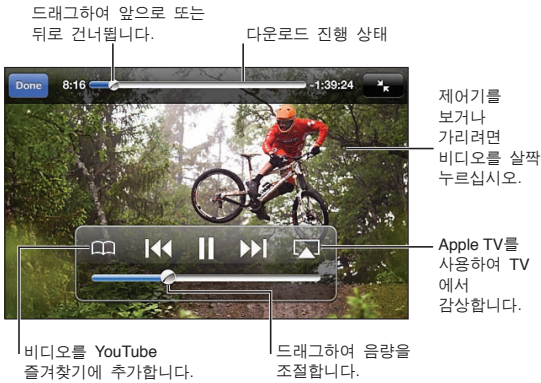 드래그하여 앞으로 또는
뒤로 건너뜁니다.
다운로드 진행 상태
Done
8:16
-1:39:24
제어기를
보거나
가리려면
비디오를 살짝
누르십시오.
Apple TV를
사용하여 TV
에서
감상합니다.
비디오를 YouTube
즐겨찾기에 추가합니다.
드래그하여 음량을
조절합니다.